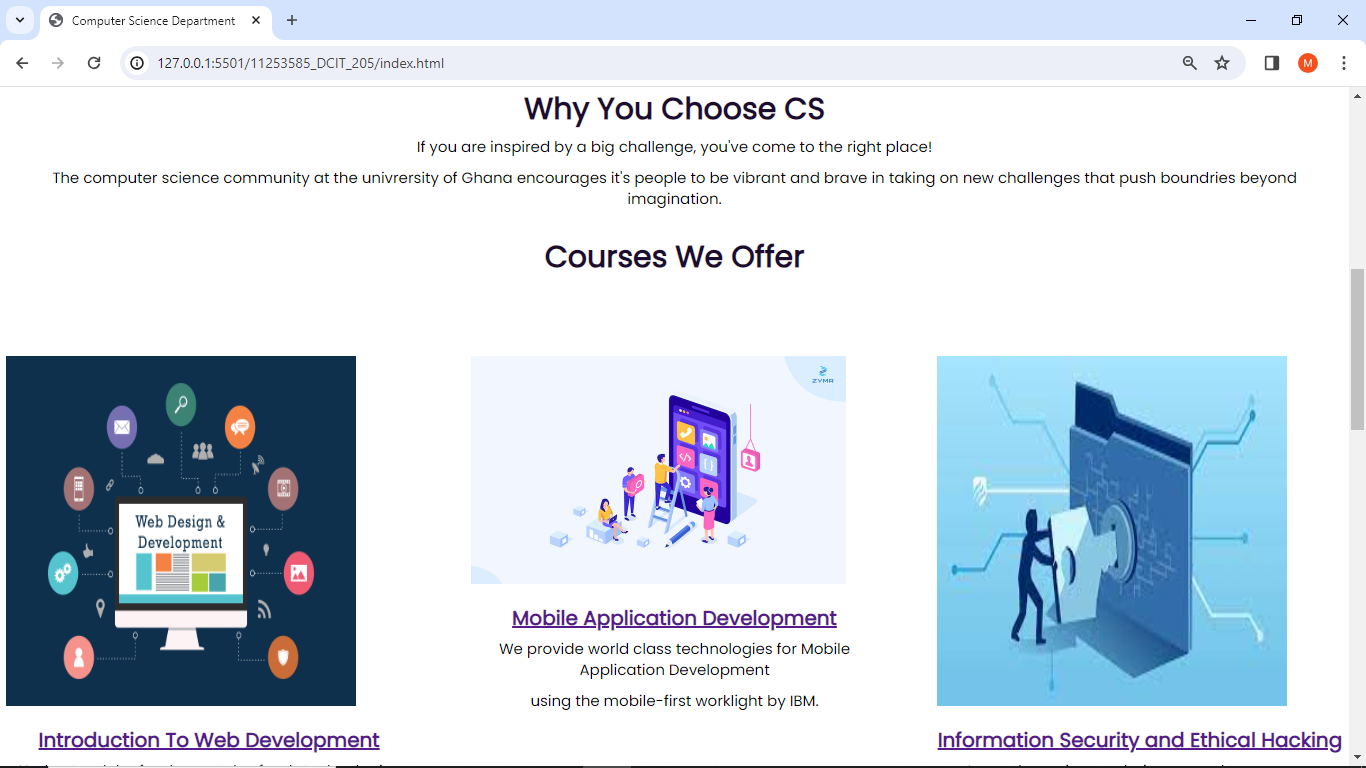 Computer Science Department
127.0.0.1:5501/11253585_DCIT_205/index.html
M
Why You Choose CS
If you are inspired by a big challenge, you've come to the right place!
The computer science community at the univrersity of Ghana encourages it's people to be vibrant and brave in taking on new challenges that push boundries beyond
imagination.
Courses We Offer
Web Design &
Development
ZYMR
Mobile Application Development
We provide world class technologies for Mobile
Application Development
using the mobile-first worklight by IBM.
Introduction To Web Development
Information Security and Ethical Hacking